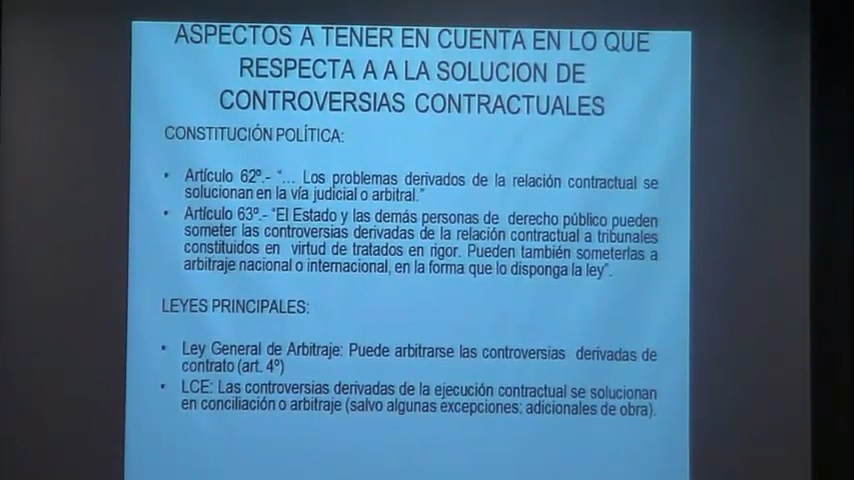 ASPECTOS A TENER EN CUENTA EN LO QUE
RESPECTA A A LA SOLUCION DE
CONTROVERSIAS CONTRACTUALES
CONSTITUCIÓN POLÍTICA:
• Artículo 62º.- "... Los problemas derivados de la relación contractual se
solucionan en la vía judicial o arbitral."
• Artículo 63º.- "El Estado y las demás personas de derecho público pueden
someter las controversias derivadas de la relación contractual a tribunales
constituidos en virtud de tratados en rigor. Pueden también someterlas a
arbitraje nacional o internacional, en la forma que lo disponga la ley".
LEYES PRINCIPALES:
• Ley General de Arbitraje: Puede arbitrarse las controversias derivadas de
contrato (art. 4º)
• LCE: Las controversias derivadas de la ejecución contractual se solucionan
en conciliación o arbitraje (salvo algunas excepciones; adicionales de obra).